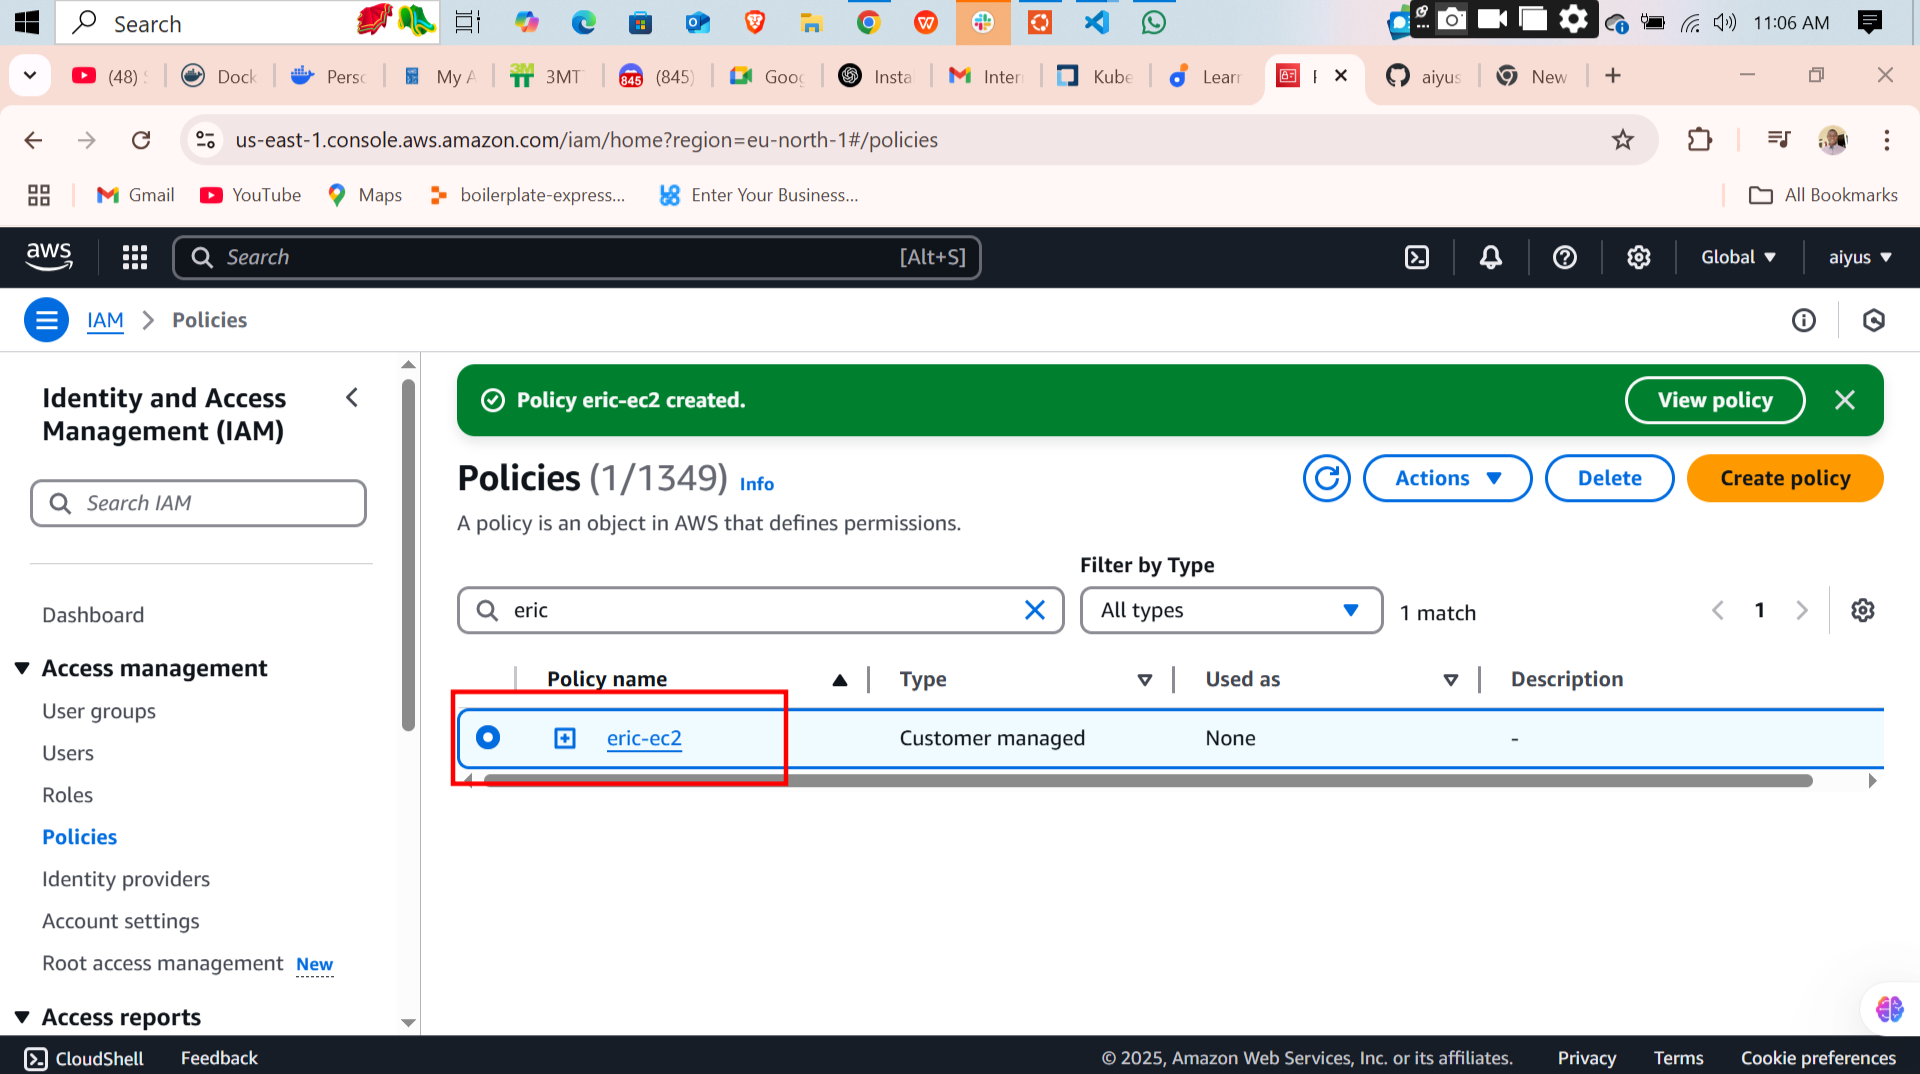 Search
11:06 AM
(48)
Dock
Perso
My A
3MT
845
(845)
Goog
Insta
Inter
Kube
Learn
aiyus
New
us-east-1.console.aws.amazon.com/iam/home?region=eu-north-1#/policies
Gmail
YouTube
Maps
boilerplate-express...
Enter Your Business...
All Bookmarks
aws
Search
[Alt+S]
Global
aiyus
IAM
Policies
Identity and Access
Management (IAM)
Search IAM
Dashboard
Access management
User groups
Users
Roles
Policies
Identity providers
Account settings
Root access management New
Access reports
Policy eric-ec2 created.
View policy
Policies (1/1349) Info
Actions
Delete
Create policy
A policy is an object in AWS that defines permissions.
Filter by Type
eric
All types
1 match
1
Policy name
Type
Used as
Description
eric-ec2
Customer managed
None
-
CloudShell
Feedback
© 2025, Amazon Web Services, Inc. or its affiliates.
Privacy
Terms
Cookie preferences